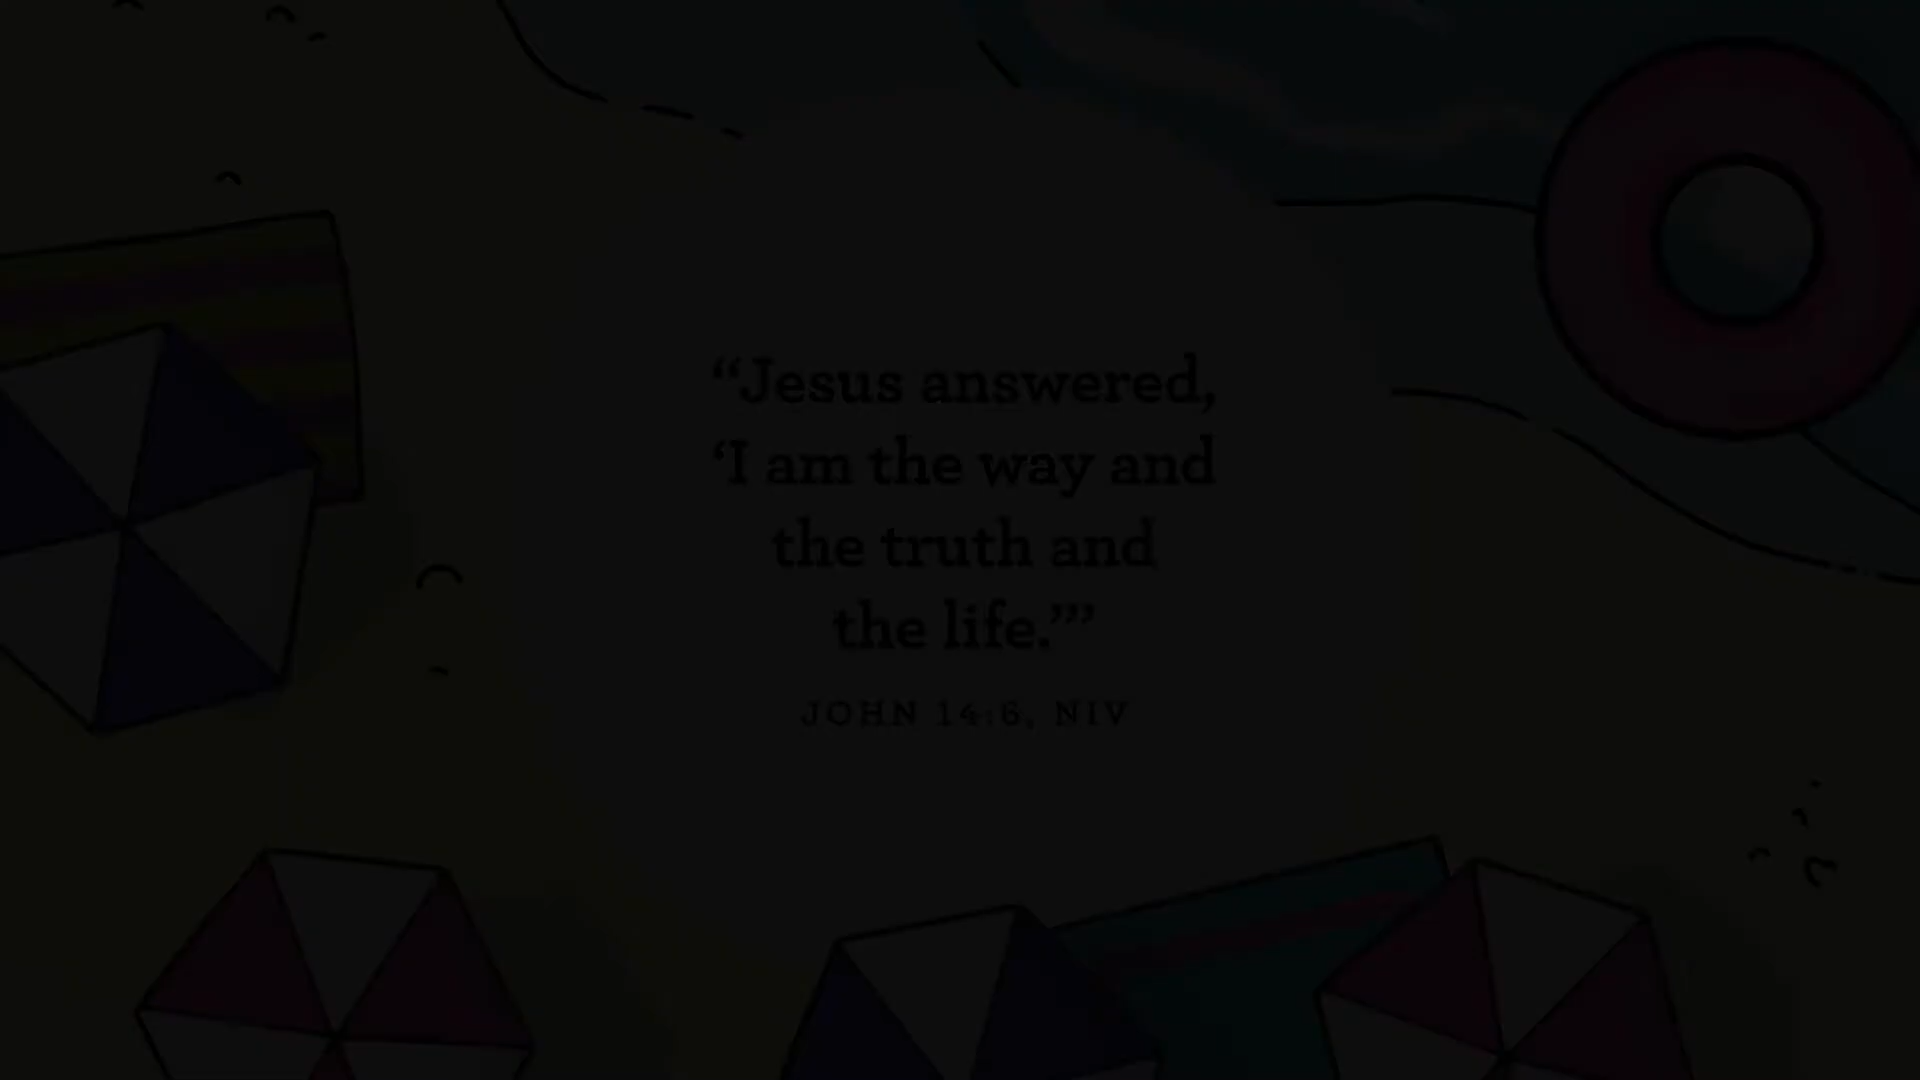 “Jesus answered,
‘I am the way and
the truth and
the life.’”
JOHN 14:6, NIV